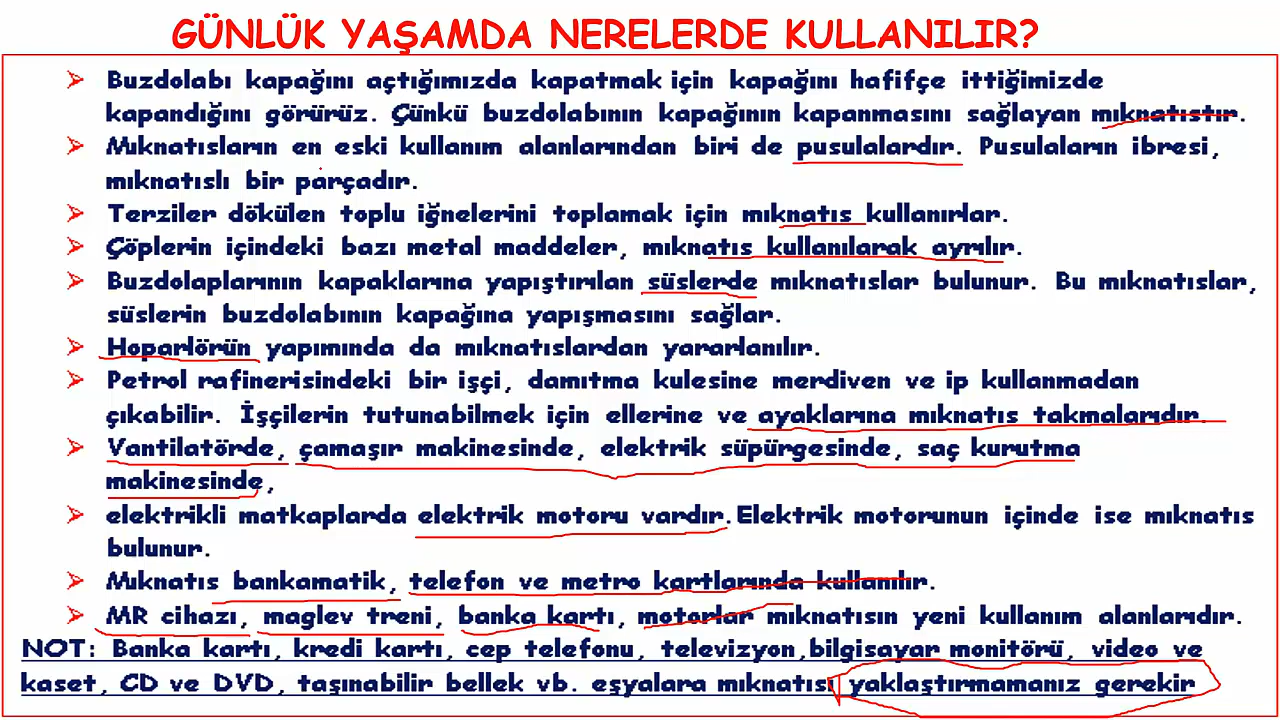 GÜNLÜK YAŞAMDA NERELERDE KULLANILIR?
➢ Buzdolabı kapağını açtığımızda kapatmak için kapağını hafifçe ittiğimizde
kapandığını görürüz. Çünkü buzdolabının kapağının kapanmasını sağlayan mıknatıstır.
➢ Mıknatısların en eski kullanım alanlarından biri de pusulalardır. Pusulaların ibresi,
mıknatıslı bir parçadır.
➢ Terziler dökülen toplu iğnelerini toplamak için mıknatıs kullanırlar.
➢ Çöplerin içindeki bazı metal maddeler, mıknatıs kullanılarak ayrılır.
➢ Buzdolaplarının kapaklarına yapıştırılan süslerde mıknatıslar bulunur. Bu mıknatıslar,
süslerin buzdolabının kapağına yapışmasını sağlar.
➢ Hoparlörün yapımında da mıknatıslardan yararlanılır.
➢ Petrol rafinerisindeki bir işçi, damıtma kulesine merdiven ve ip kullanmadan
çıkabilir. İşçilerin tutunabilmek için ellerine ve ayaklarına mıknatıs takmalarıdır.
➢ Vantilatörde, çamaşır makinesinde, elektrik süpürgesinde, saç kurutma
makinesinde,
➢ elektrikli matkaplarda elektrik motoru vardır. Elektrik motorunun içinde ise mıknatıs
bulunur.
➢ Mıknatıs bankamatik, telefon ve metro kartlarında kullanılır.
➢ MR cihazı, maglev treni, banka kartı, motorlar mıknatısın yeni kullanım alanlarıdır.
NOT: Banka kartı, kredi kartı, cep telefonu, televizyon,bilgisayar monitörü, video ve
kaset, CD ve DVD, taşınabilir bellek vb. eşyalara mıknatısı yaklaştırmamanız gerekir